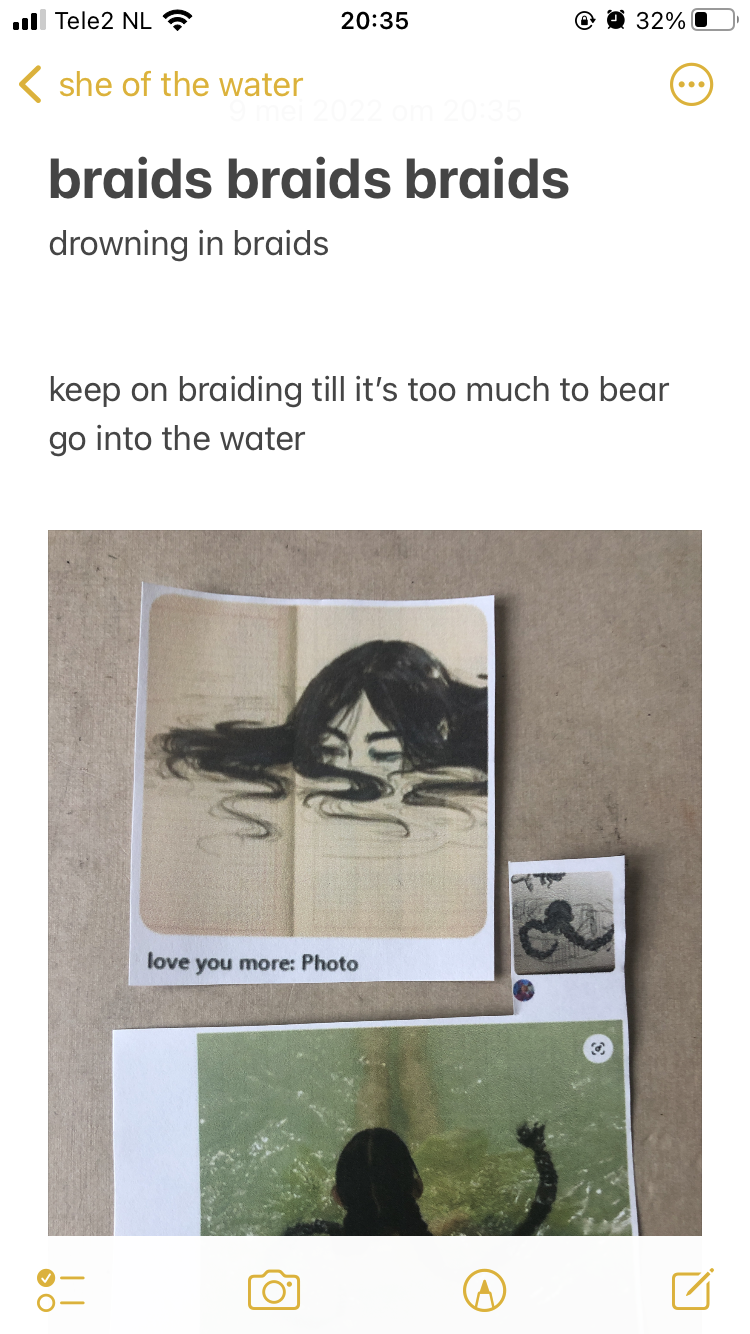 Tele2 NL 20:35 32%
she of the water
9 mei 2022 om 20:35
braids braids braids
drowning in braids
keep on braiding till it's too much to bear
go into the water
love you more: Photo